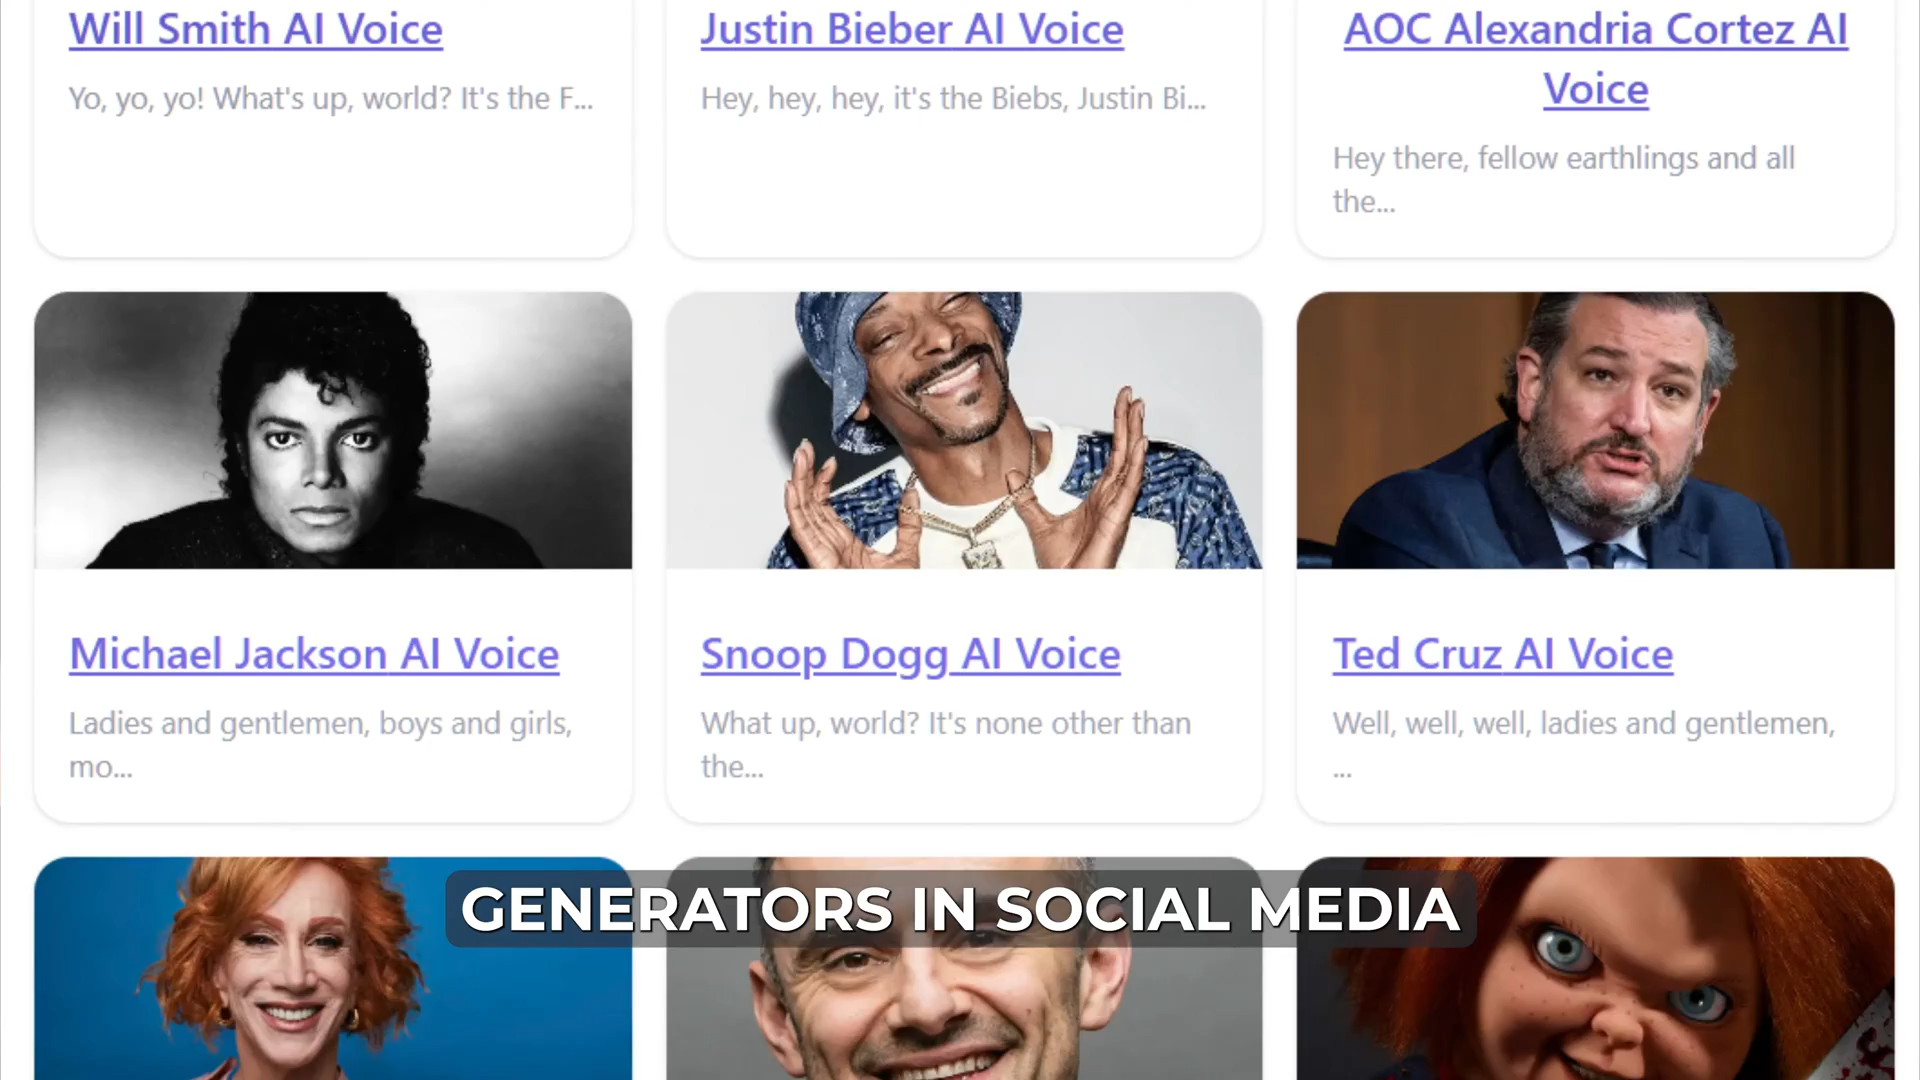 Will Smith AI Voice
Yo, yo, yo! What's up, world? It's the F...
Justin Bieber AI Voice
Hey, hey, hey, it's the Biebs, Justin Bi...
AOC Alexandria Cortez AI
Voice
Hey there, fellow earthlings and all
the...
Michael Jackson AI Voice
Ladies and gentlemen, boys and girls,
mo...
Snoop Dogg AI Voice
What up, world? It's none other than
the...
Ted Cruz AI Voice
Well, well, well, ladies and gentlemen,
...
GENERATORS IN SOCIAL MEDIA